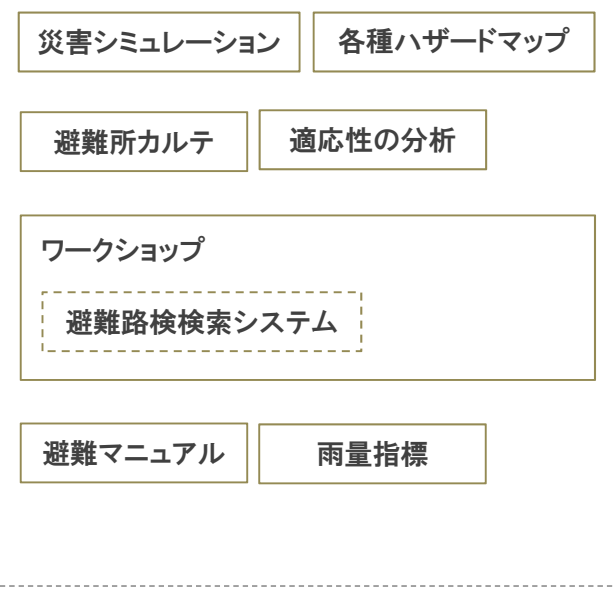 災害シミュレーション
各種ハザードマップ
避難所カルテ
適応性の分析
ワークショップ
避難路検検索システム
避難マニュアル
雨量指標